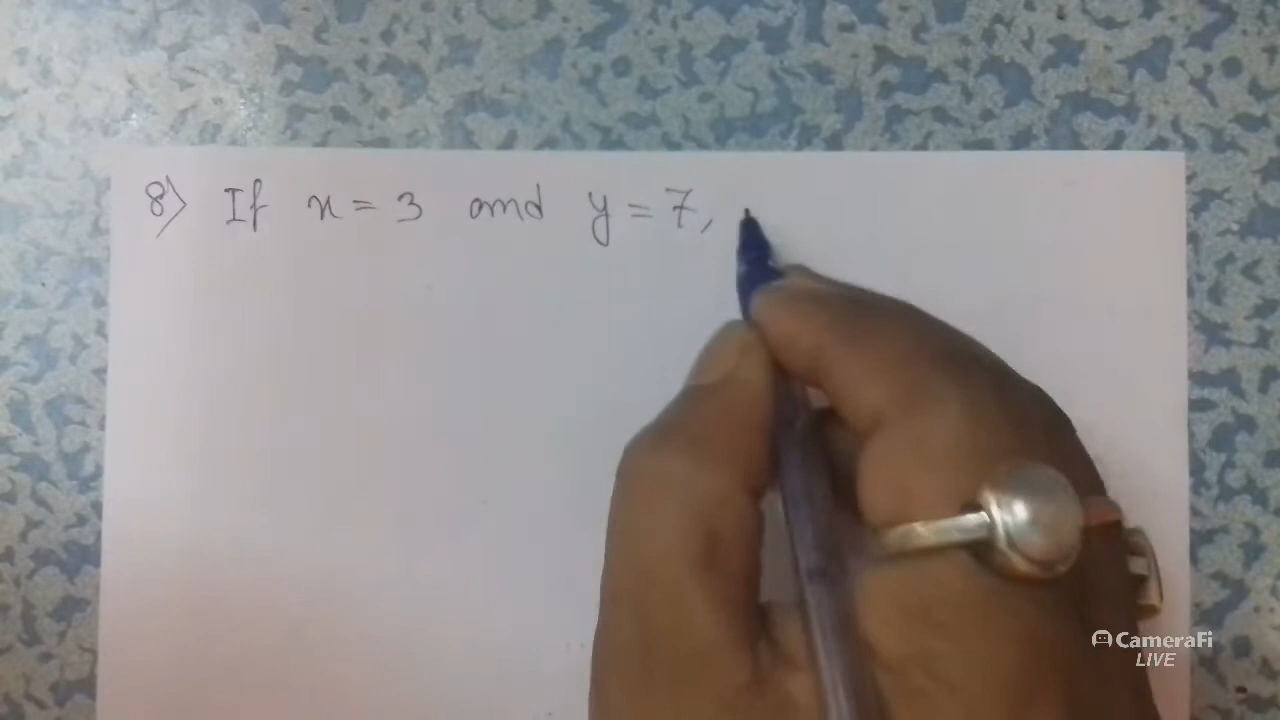 8) If x = 3 and y = 7,
CameraFi
LIVE